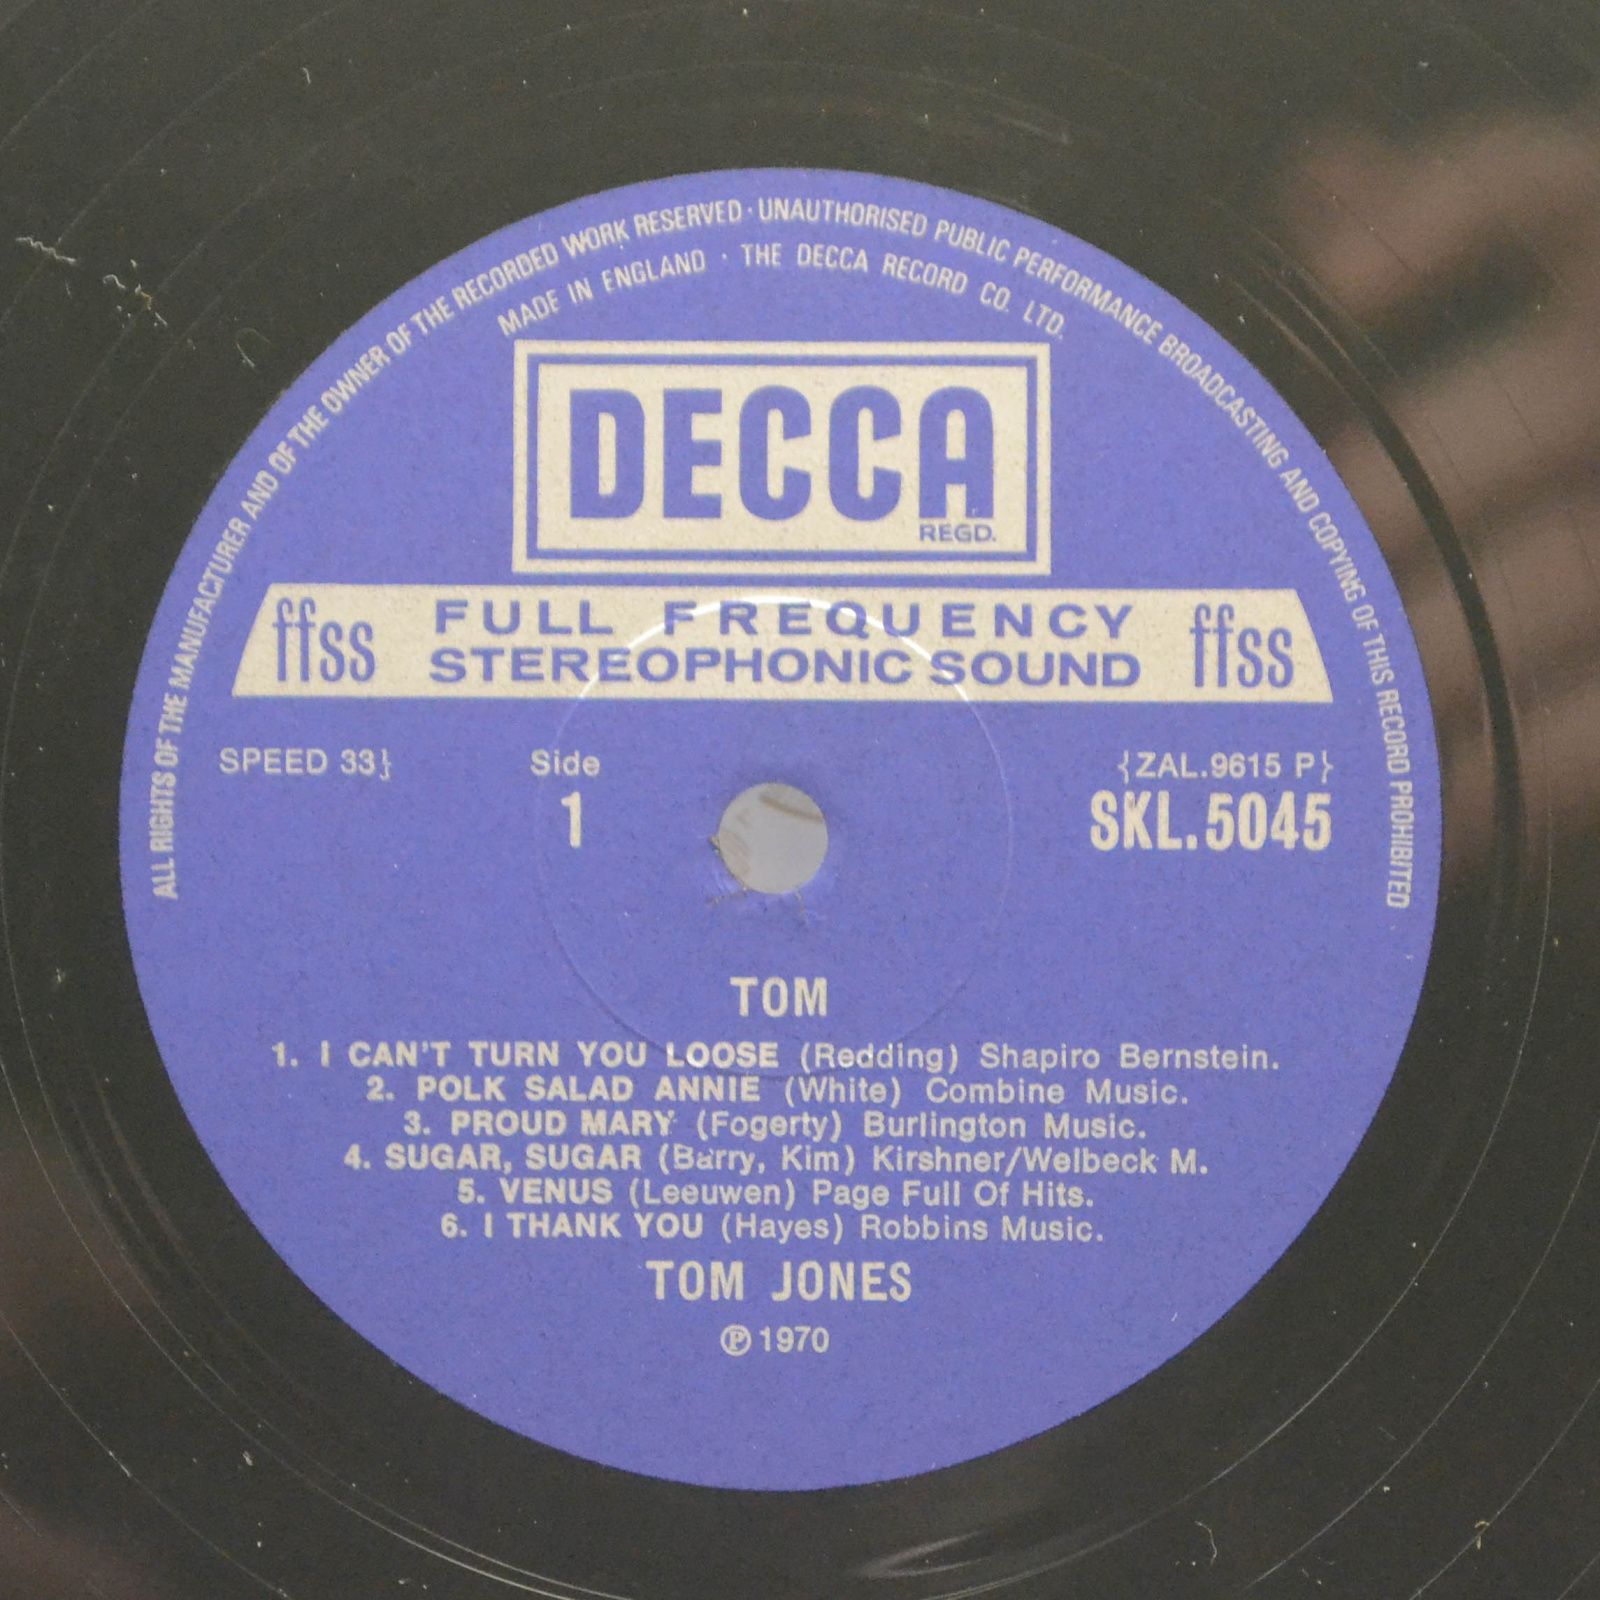 ALL RIGHTS OF THE MANUFACTURER AND OF THE OWNER OF THE RECORDED WORK RESERVED · UNAUTHORISED PUBLIC PERFORMANCE BROADCASTING AND COPYING OF THIS RECORD PROHIBITED
MADE IN ENGLAND · THE DECCA RECORD CO. LTD.
DECCA
REGD.
ffss FULL FREQUENCY ffss
STEREOPHONIC SOUND
SPEED 33⅓ Side {ZAL.9615 P}
1 SKL.5045
TOM
1. I CAN'T TURN YOU LOOSE (Redding) Shapiro Bernstein.
2. POLK SALAD ANNIE (White) Combine Music.
3. PROUD MARY (Fogerty) Burlington Music.
4. SUGAR, SUGAR (Barry, Kim) Kirshner/Welbeck M.
5. VENUS (Leeuwen) Page Full Of Hits.
6. I THANK YOU (Hayes) Robbins Music.
TOM JONES
℗ 1970